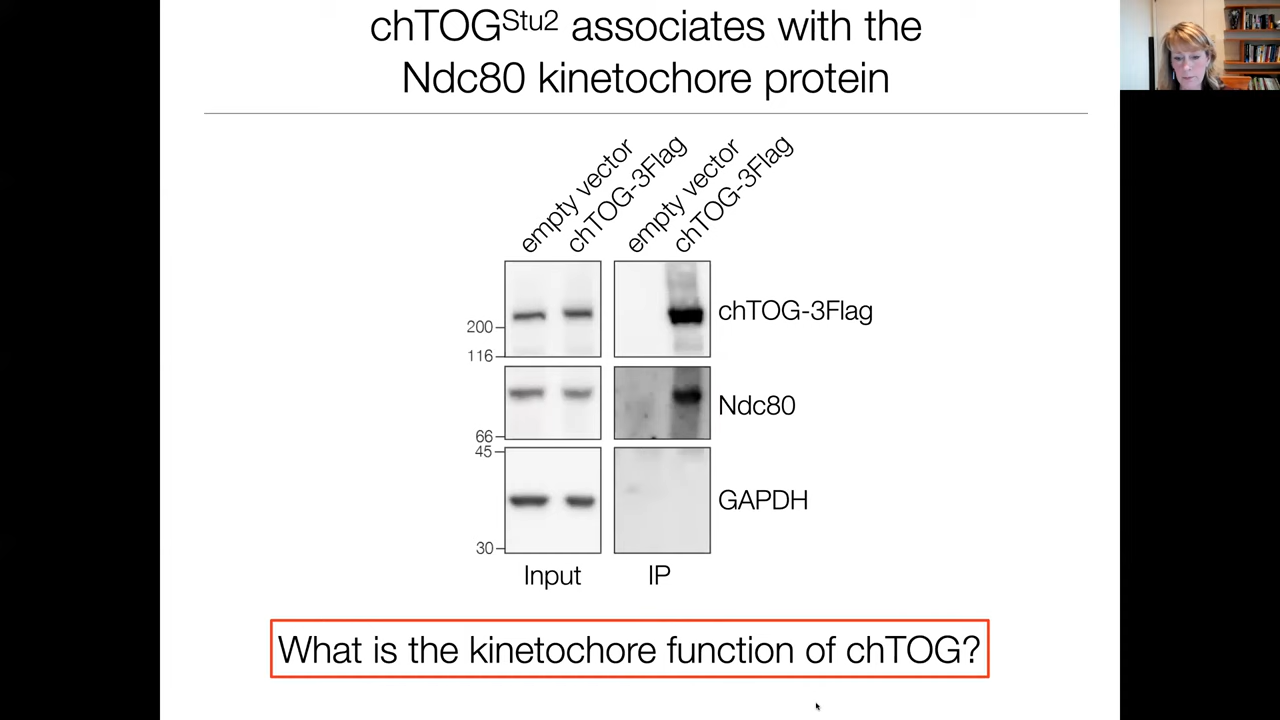 chTOGStu2 associates with the
Ndc80 kinetochore protein
empty vector
chTOG-3Flag
empty vector
chTOG-3Flag
200
116
chTOG-3Flag
66
Ndc80
45
30
GAPDH
Input
IP
What is the kinetochore function of chTOG?